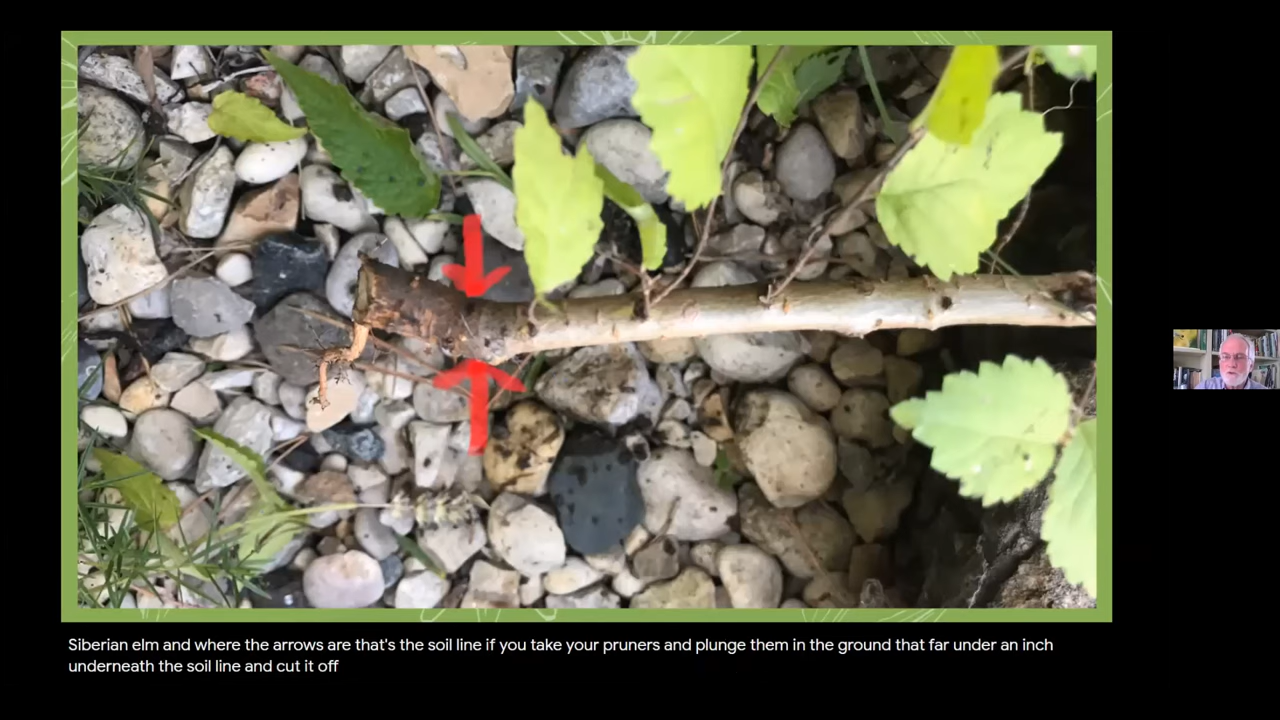 Siberian elm and where the arrows are that's the soil line if you take your pruners and plunge them in the ground that far under an inch
underneath the soil line and cut it off